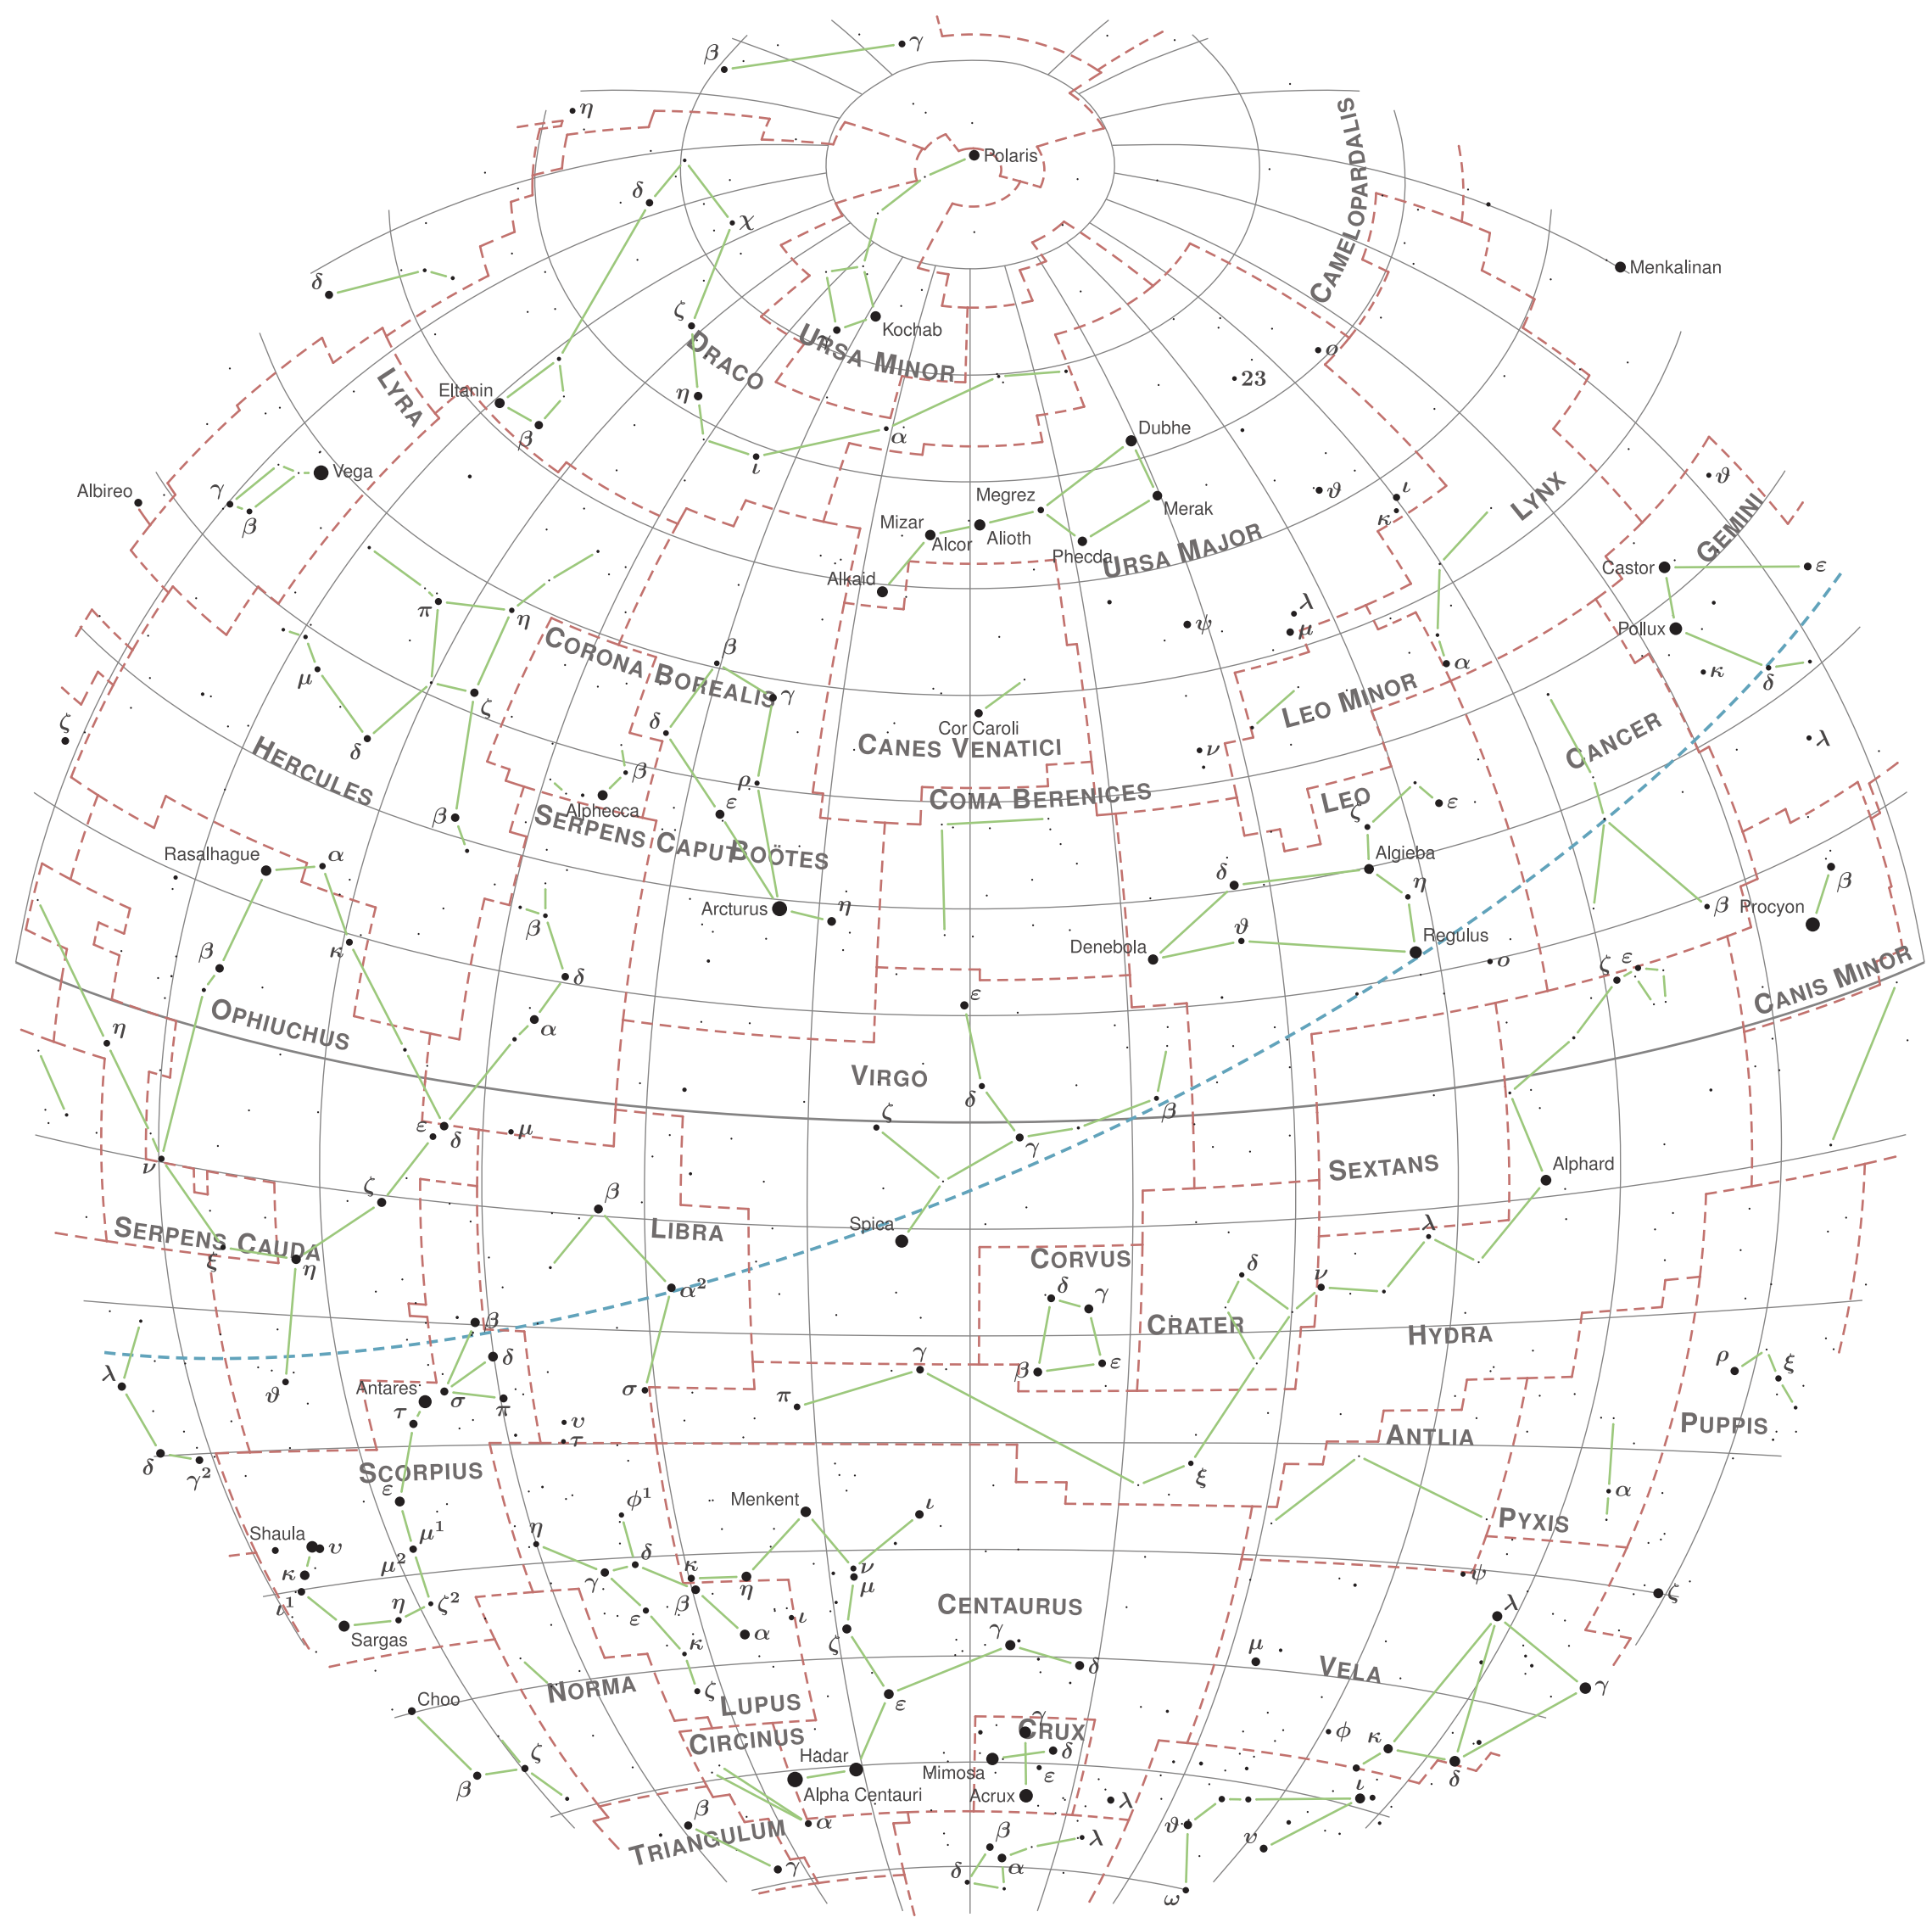 β
γ
η
CAMELOPARDALIS
Polaris
δ
χ
Menkalinan
δ
ζ
Kochab
DRACO
URSA MINOR
ο
LYRA
Eltanin
η
23
β
α
Dubhe
ι
Vega
Albireo
γ
β
Megrez
Merak
ϑ
ι
κ
LYNX
ϑ
GEMINI
Mizar
Alcor
Alioth
Phecda
URSA MAJOR
Alkaid
Castor
ε
π
η
ψ
λ
μ
Pollux
CORONA BOREALIS
β
α
κ
δ
μ
ζ
γ
LEO MINOR
ζ
δ
δ
Cor Caroli
CANES VENATICI
ν
CANCER
λ
HERCULES
β
ρ
COMA BERENICES
LEO
ζ
ε
β
Alphecca
ε
SERPENS CAPUT
BOÖTES
Rasalhague
α
Algieba
δ
η
β
β
Procyon
Arcturus
η
β
κ
β
Denebola
ϑ
Regulus
ο
ζ
ε
δ
CANIS MINOR
ε
OPHIUCHUS
η
α
VIRGO
δ
ζ
β
ε
δ
μ
γ
ν
SEXTANS
Alphard
ζ
β
LIBRA
Spica
λ
SERPENS CAUDA
ξ
η
CORVUS
α²
δ
γ
δ
ν
β
CRATER
HYDRA
δ
γ
β
ε
ρ
ξ
λ
ϑ
Antares
σ
π
σ
π
τ
υ
τ
ANTLIA
PUPPIS
δ
γ²
SCORPIUS
ξ
ε
ϕ¹
Menkent
ι
α
PYXIS
Shaula
υ
μ¹
η
δ
κ
μ²
γ
β
η
ν
μ
ψ
κ
ι¹
η
ζ²
ε
α
ι
CENTAURUS
λ
ζ
Sargas
κ
ζ
γ
δ
μ
VELA
NORMA
ζ
LUPUS
ε
γ
Choo
γ
CRUX
ϕ
κ
CIRCINUS
Hadar
δ
ζ
β
Mimosa
ε
δ
Alpha Centauri
Acrux
λ
ι
β
α
ϑ
υ
TRIANGULUM
γ
β
λ
δ
α
ω